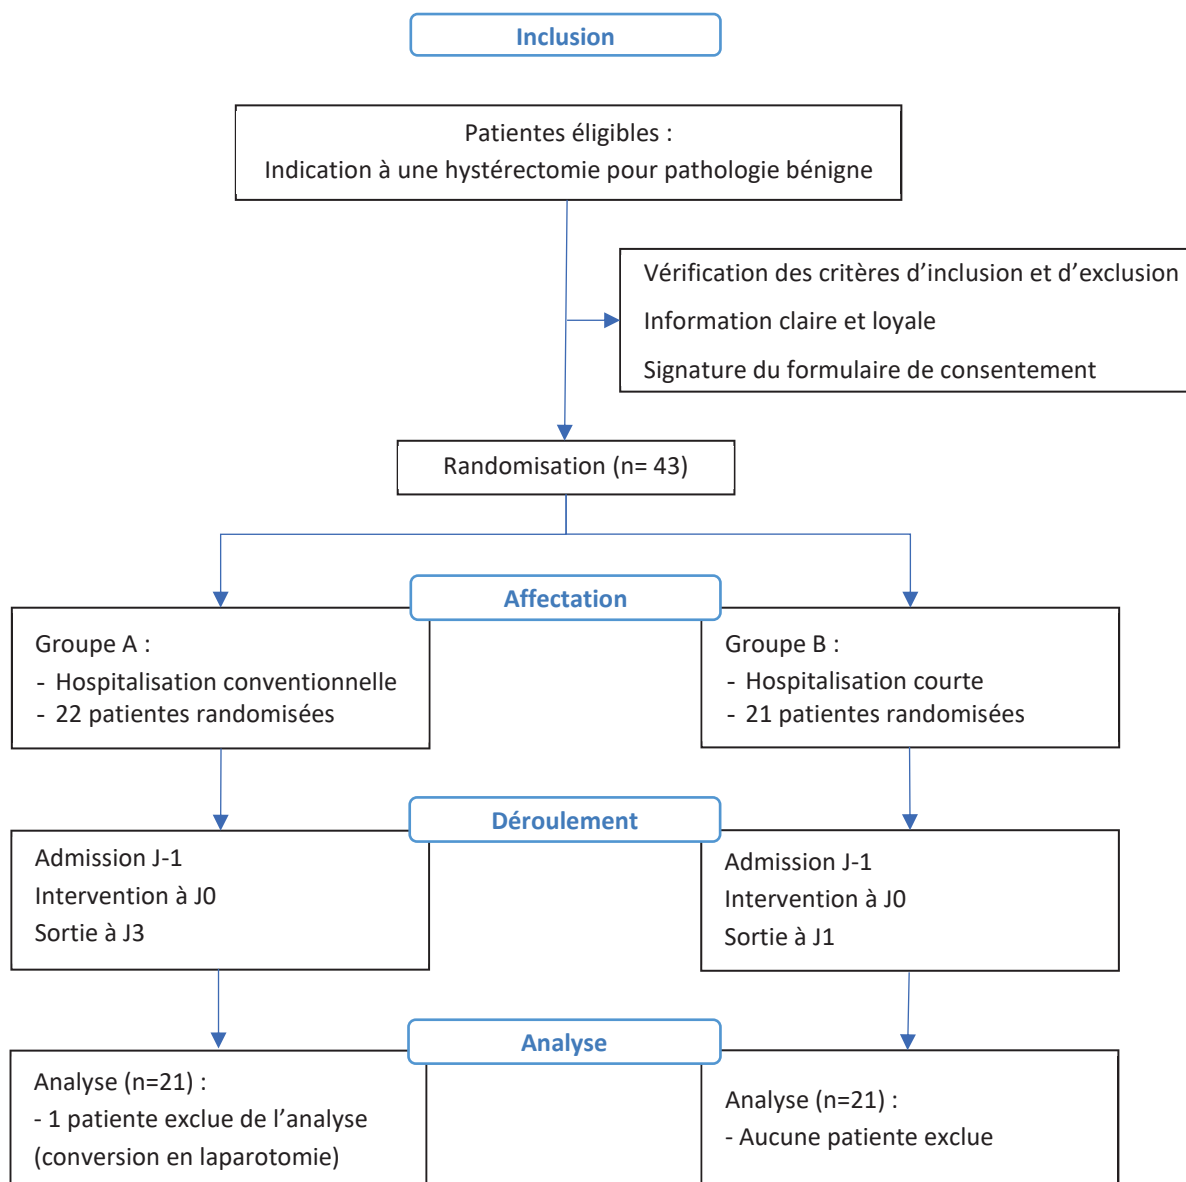 Inclusion
Patientes éligibles :
Indication à une hystérectomie pour pathologie bénigne
Vérification des critères d’inclusion et d’exclusion
Information claire et loyale
Signature du formulaire de consentement
Randomisation (n= 43)
Affectation
Groupe A :
- Hospitalisation conventionnelle
- 22 patientes randomisées
Groupe B :
- Hospitalisation courte
- 21 patientes randomisées
Déroulement
Admission J-1
Intervention à J0
Sortie à J3
Admission J-1
Intervention à J0
Sortie à J1
Analyse
Analyse (n=21) :
- 1 patiente exclue de l’analyse
(conversion en laparotomie)
Analyse (n=21) :
- Aucune patiente exclue